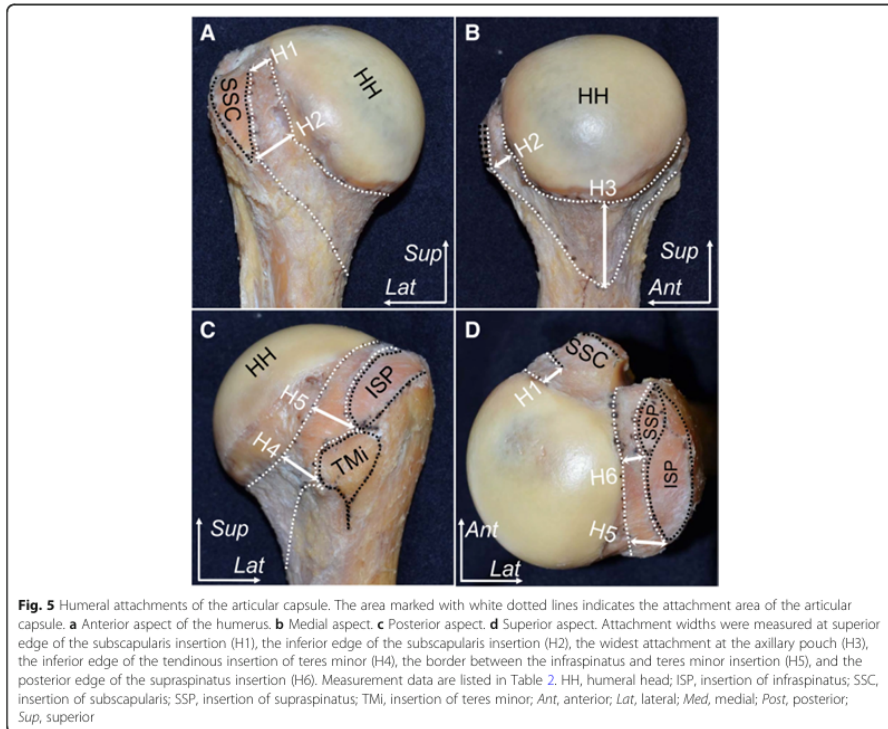 A
H1
SSC
HH
H2
Sup
Lat
B
HH
H2
H3
Sup
Ant
C
HH
ISP
H5
H4
TMi
Sup
Lat
D
SSC
H1
SSP
H6
ISP
H5
Ant
Lat
Fig. 5 Humeral attachments of the articular capsule. The area marked with white dotted lines indicates the attachment area of the articular
capsule. a Anterior aspect of the humerus. b Medial aspect. c Posterior aspect. d Superior aspect. Attachment widths were measured at superior
edge of the subscapularis insertion (H1), the inferior edge of the subscapularis insertion (H2), the widest attachment at the axillary pouch (H3),
the inferior edge of the tendinous insertion of teres minor (H4), the border between the infraspinatus and teres minor insertion (H5), and the
posterior edge of the supraspinatus insertion (H6). Measurement data are listed in Table 2. HH, humeral head; ISP, insertion of infraspinatus; SSC,
insertion of subscapularis; SSP, insertion of supraspinatus; TMi, insertion of teres minor; Ant, anterior; Lat, lateral; Med, medial; Post, posterior;
Sup, superior